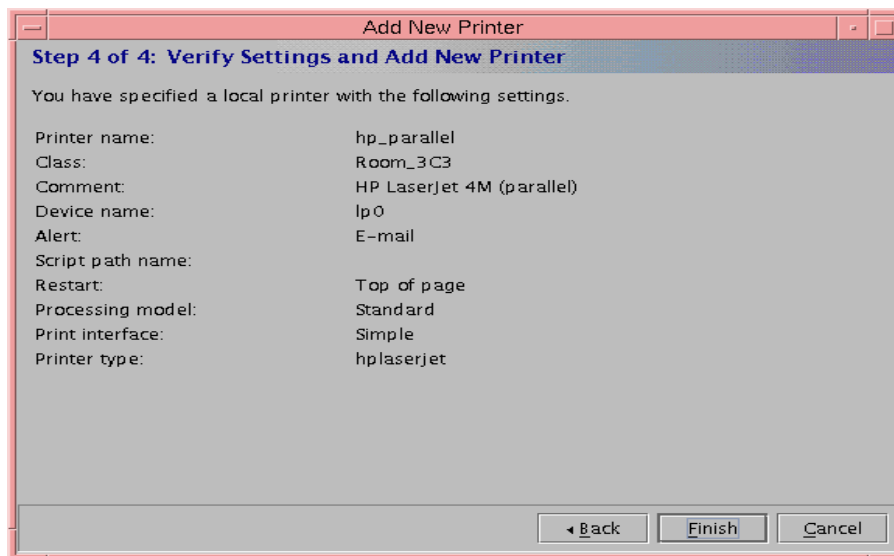 Add New Printer
Step 4 of 4: Verify Settings and Add New Printer
You have specified a local printer with the following settings.
Printer name: hp_parallel
Class: Room_3C3
Comment: HP LaserJet 4M (parallel)
Device name: lp0
Alert: E-mail
Script path name:
Restart: Top of page
Processing model: Standard
Print interface: Simple
Printer type: hplaserjet
Back Finish Cancel